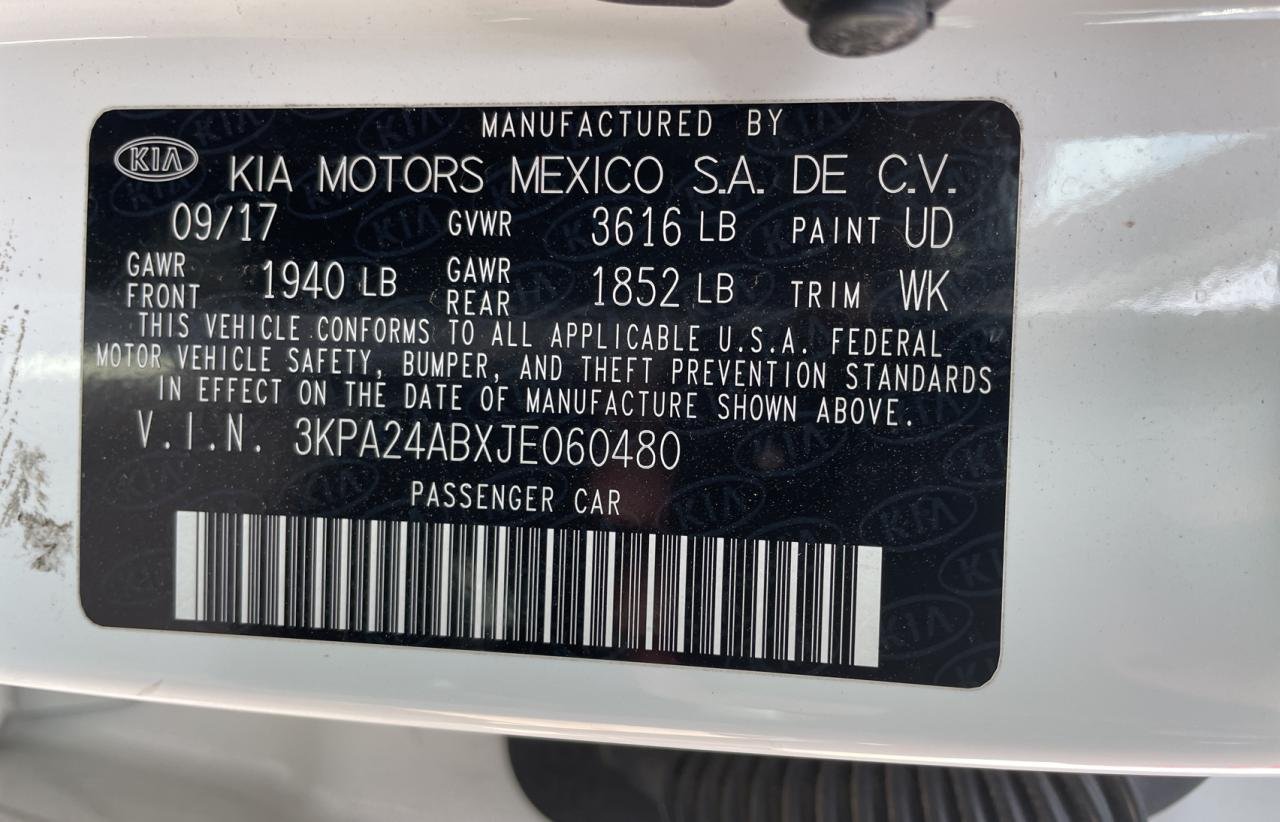 MANUFACTURED BY
KIA KIA MOTORS MEXICO S.A. DE C.V.
09/17 GVWR 3616 LB PAINT UD
GAWR FRONT 1940 LB GAWR REAR 1852 LB TRIM WK
THIS VEHICLE CONFORMS TO ALL APPLICABLE U.S.A. FEDERAL
MOTOR VEHICLE SAFETY, BUMPER, AND THEFT PREVENTION STANDARDS
IN EFFECT ON THE DATE OF MANUFACTURE SHOWN ABOVE.
V.I.N. 3KPA24ABXJE060480
PASSENGER CAR